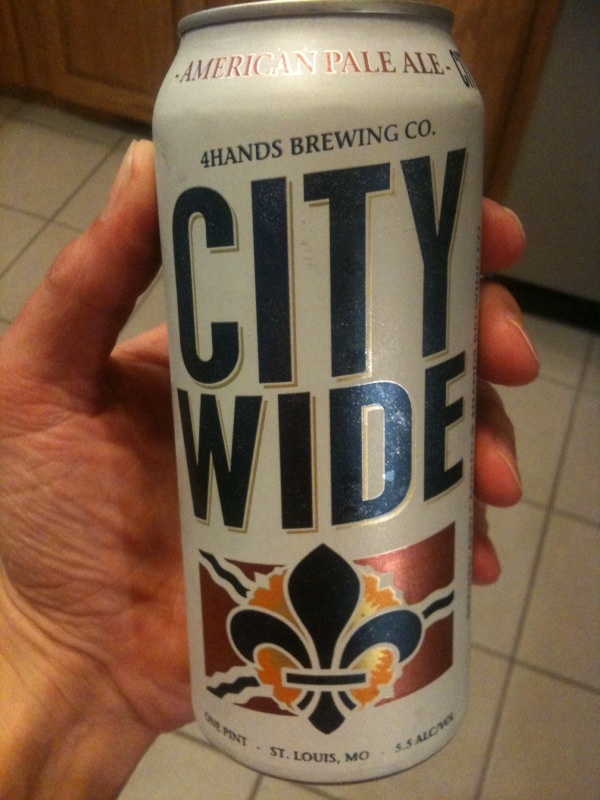 -AMERICAN PALE ALE-
4HANDS BREWING CO.
CITY
WIDE
ONE PINT · ST. LOUIS, MO · 5.5 ALC/VOL